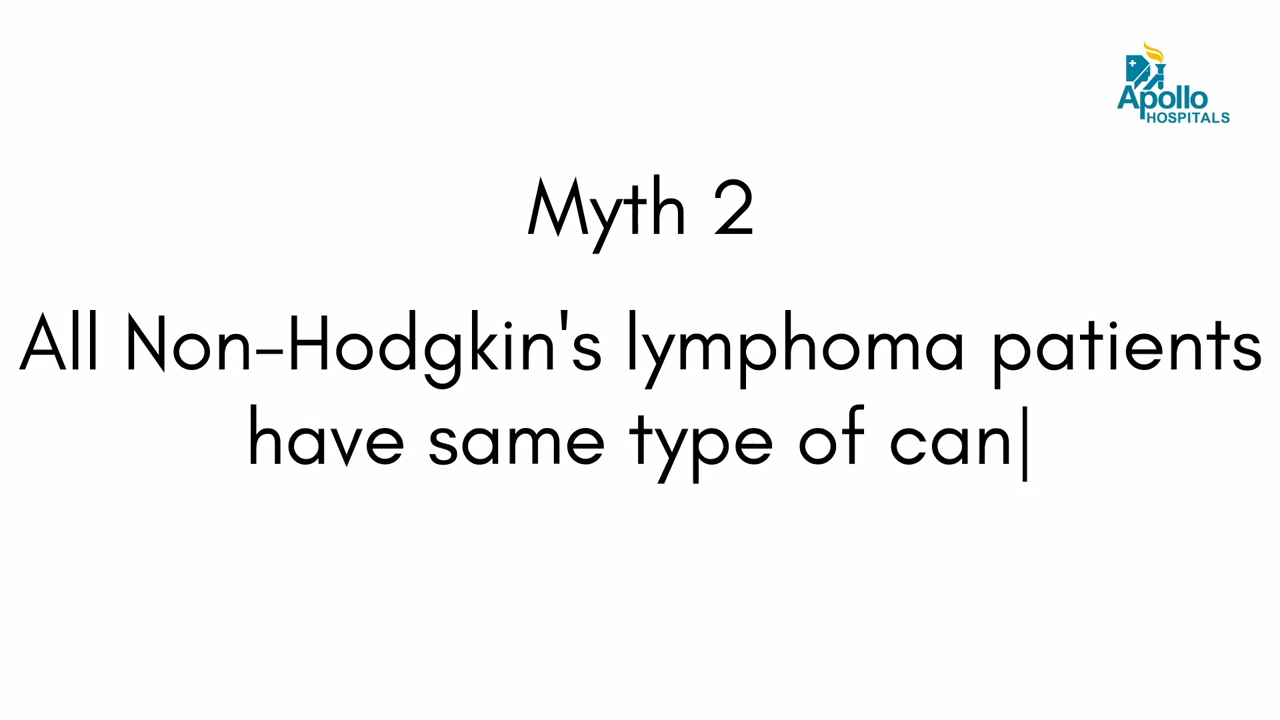 Apollo
HOSPITALS
Myth 2
All Non-Hodgkin's lymphoma patients
have same type of can|